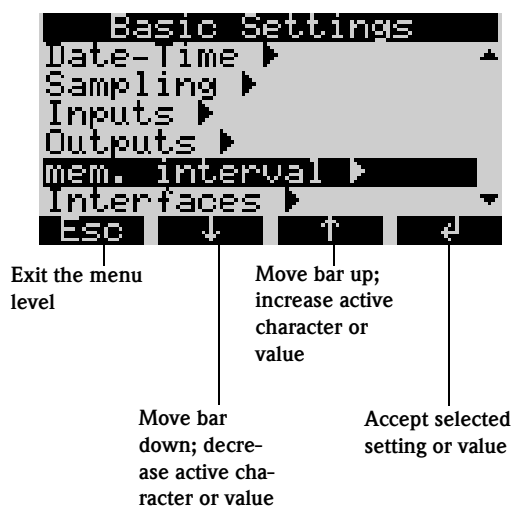 Basic Settings
Date-Time
Sampling
Inputs
Outputs
mem. interval
Interfaces
Esc ↓ ↑ ↲
Exit the menu
level
Move bar up;
increase active
character or
value
Move bar
down; decre-
ase active cha-
racter or value
Accept selected
setting or value